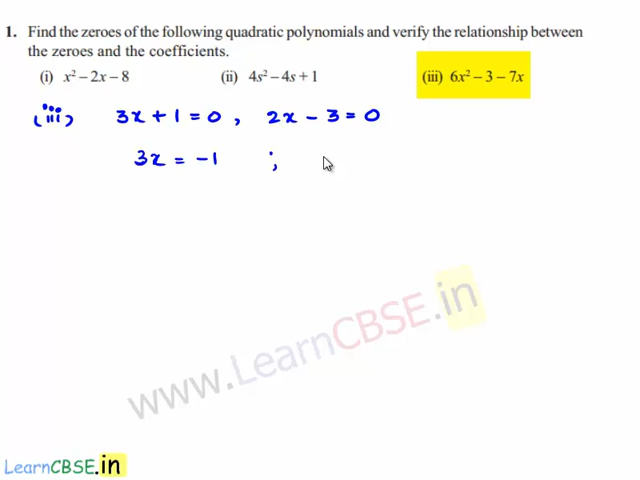 1. Find the zeroes of the following quadratic polynomials and verify the relationship between
the zeroes and the coefficients.
(i) x² – 2x – 8 (ii) 4s² – 4s + 1 (iii) 6x² – 3 – 7x
(iii) 3x + 1 = 0 , 2x – 3 = 0
3x = –1 ;
www.LearnCBSE.in
LearnCBSE.in